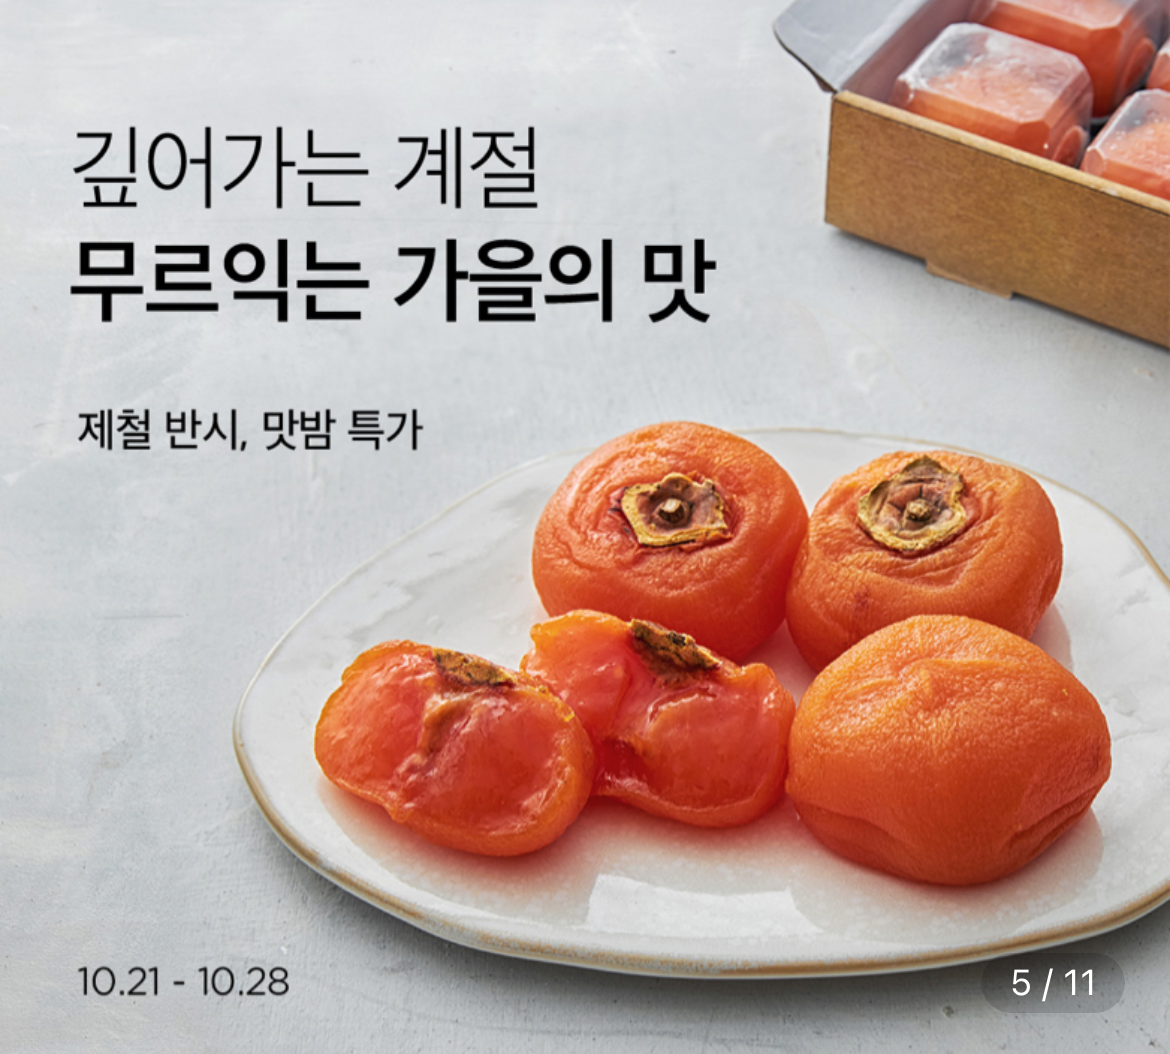 깊어가는 계절
무르익는 가을의 맛
제철 반시, 맛밤 특가
10.21 - 10.28
5 / 11